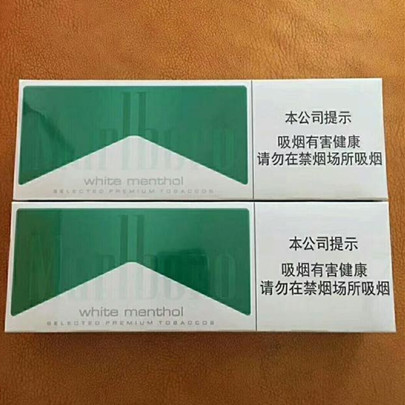 Marlboro
white menthol
SELECTED PREMIUM TOBACCOS
本公司提示
吸烟有害健康
请勿在禁烟场所吸烟
Marlboro
white menthol
SELECTED PREMIUM TOBACCOS
本公司提示
吸烟有害健康
请勿在禁烟场所吸烟